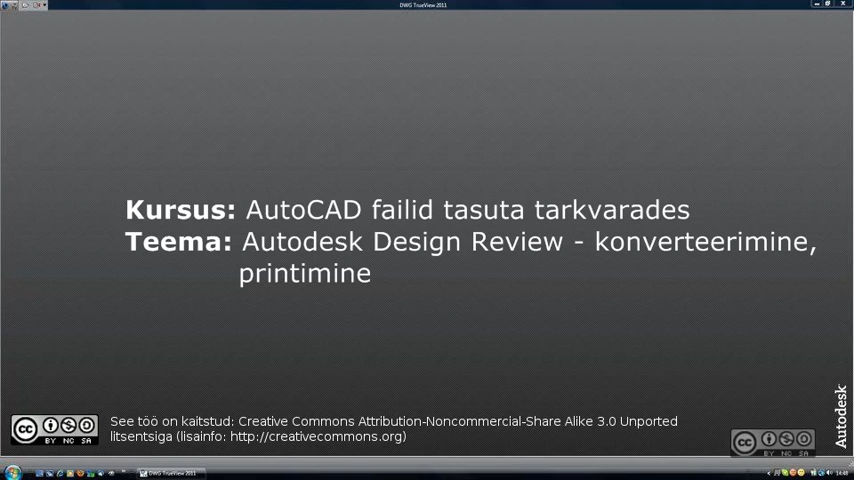 DWG TrueView 2011
Kursus: AutoCAD failid tasuta tarkvarades
Teema: Autodesk Design Review - konverteerimine,
printimine
See töö on kaitstud: Creative Commons Attribution-Noncommercial-Share Alike 3.0 Unported
litsentsiga (lisainfo: http://creativecommons.org)
cc BY NC SA
cc BY NC SA
Autodesk
DWG TrueView 2011
14:48